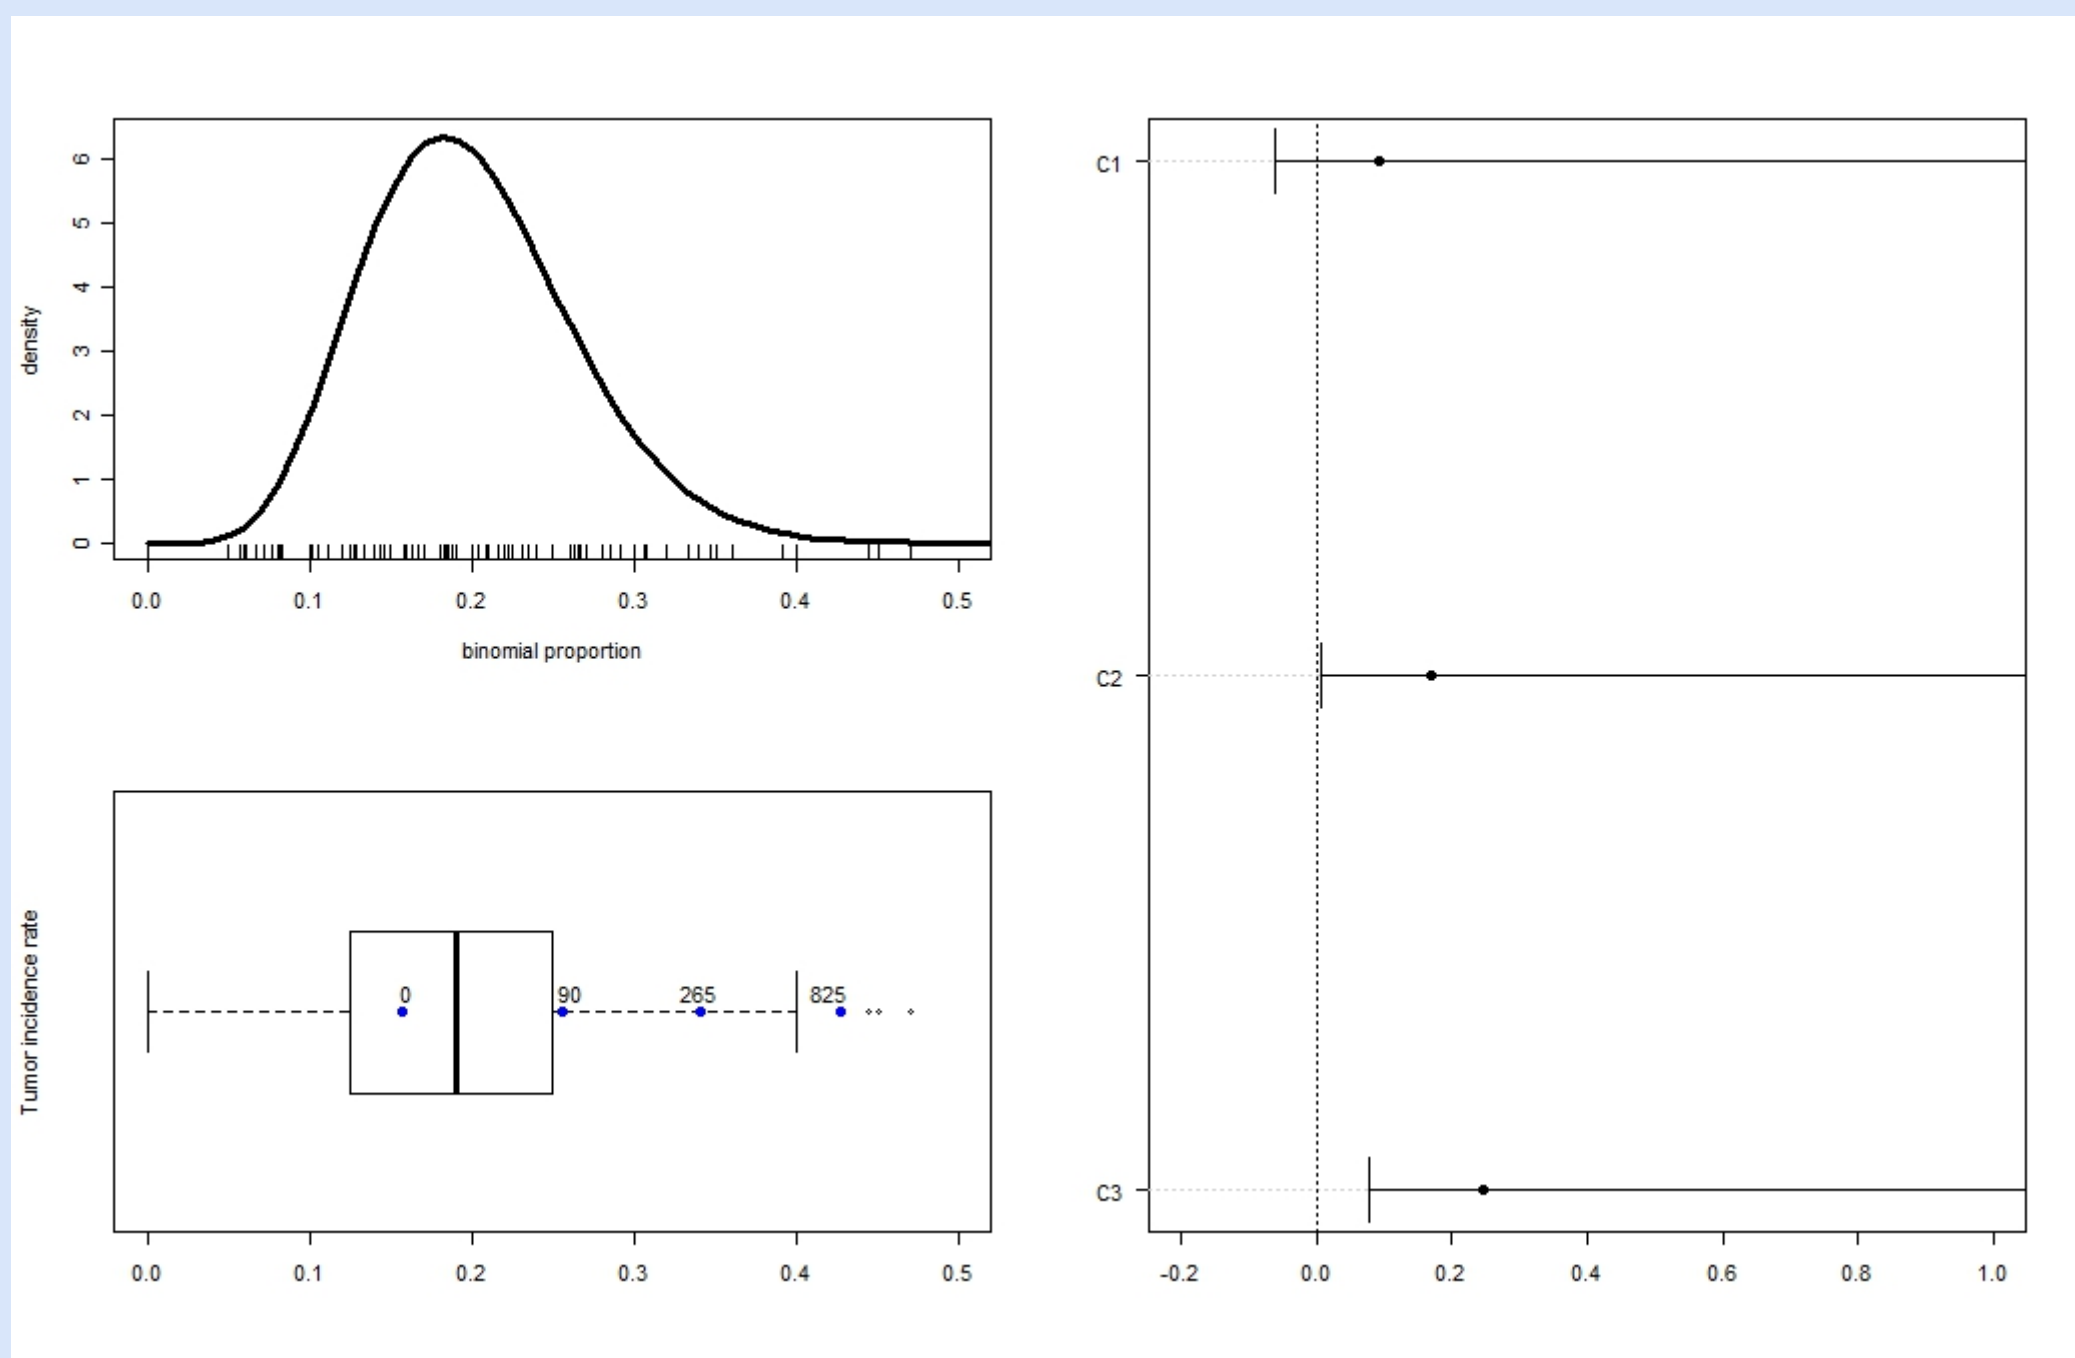 density
6
5
4
3
2
1
0
0.0 0.1 0.2 0.3 0.4 0.5
binomial proportion
Tumor incidence rate
0 90 265 825
0.0 0.1 0.2 0.3 0.4 0.5
C1
C2
C3
-0.2 0.0 0.2 0.4 0.6 0.8 1.0